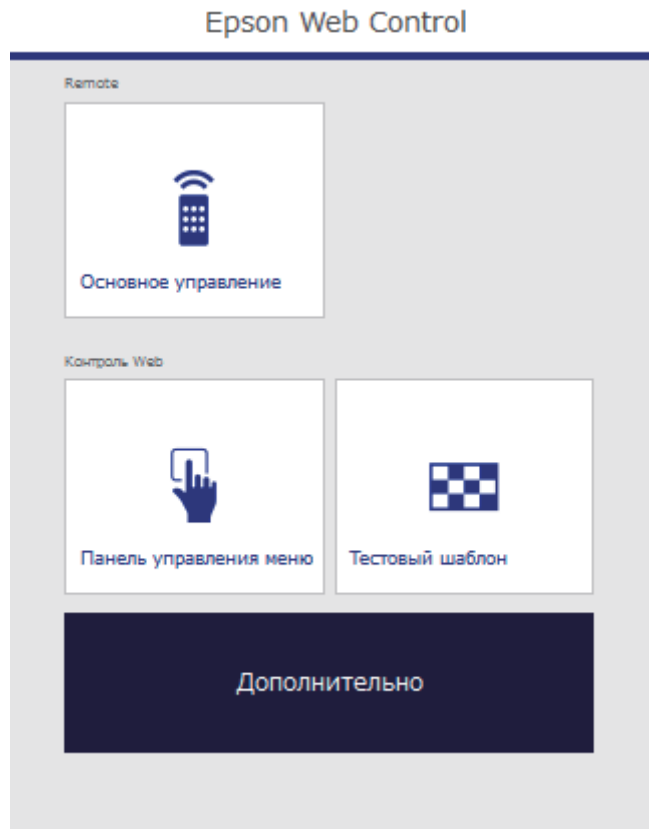 Epson Web Control
Remote
Основное управление
Контроль Web
Панель управления меню
Тестовый шаблон
Дополнительно